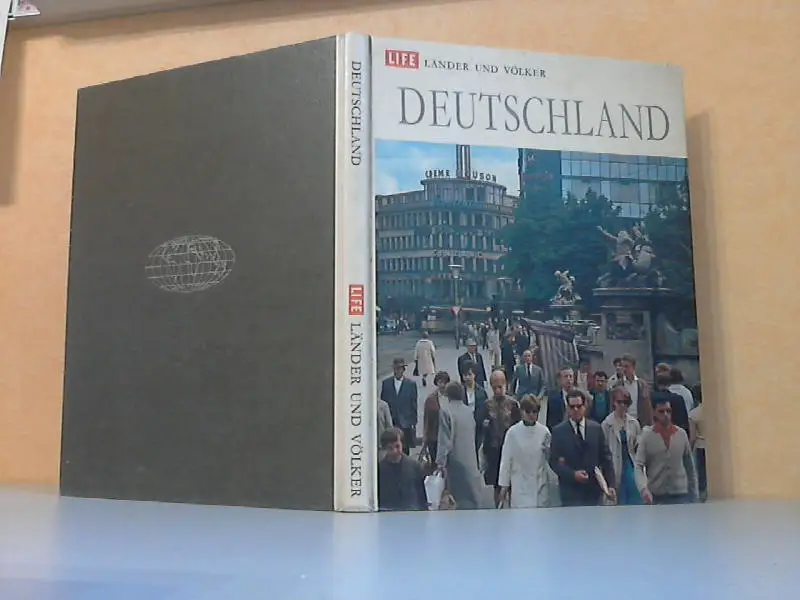 DEUTSCHLAND
LIFE
LÄNDER UND VÖLKER
LIFE LÄNDER UND VÖLKER
DEUTSCHLAND